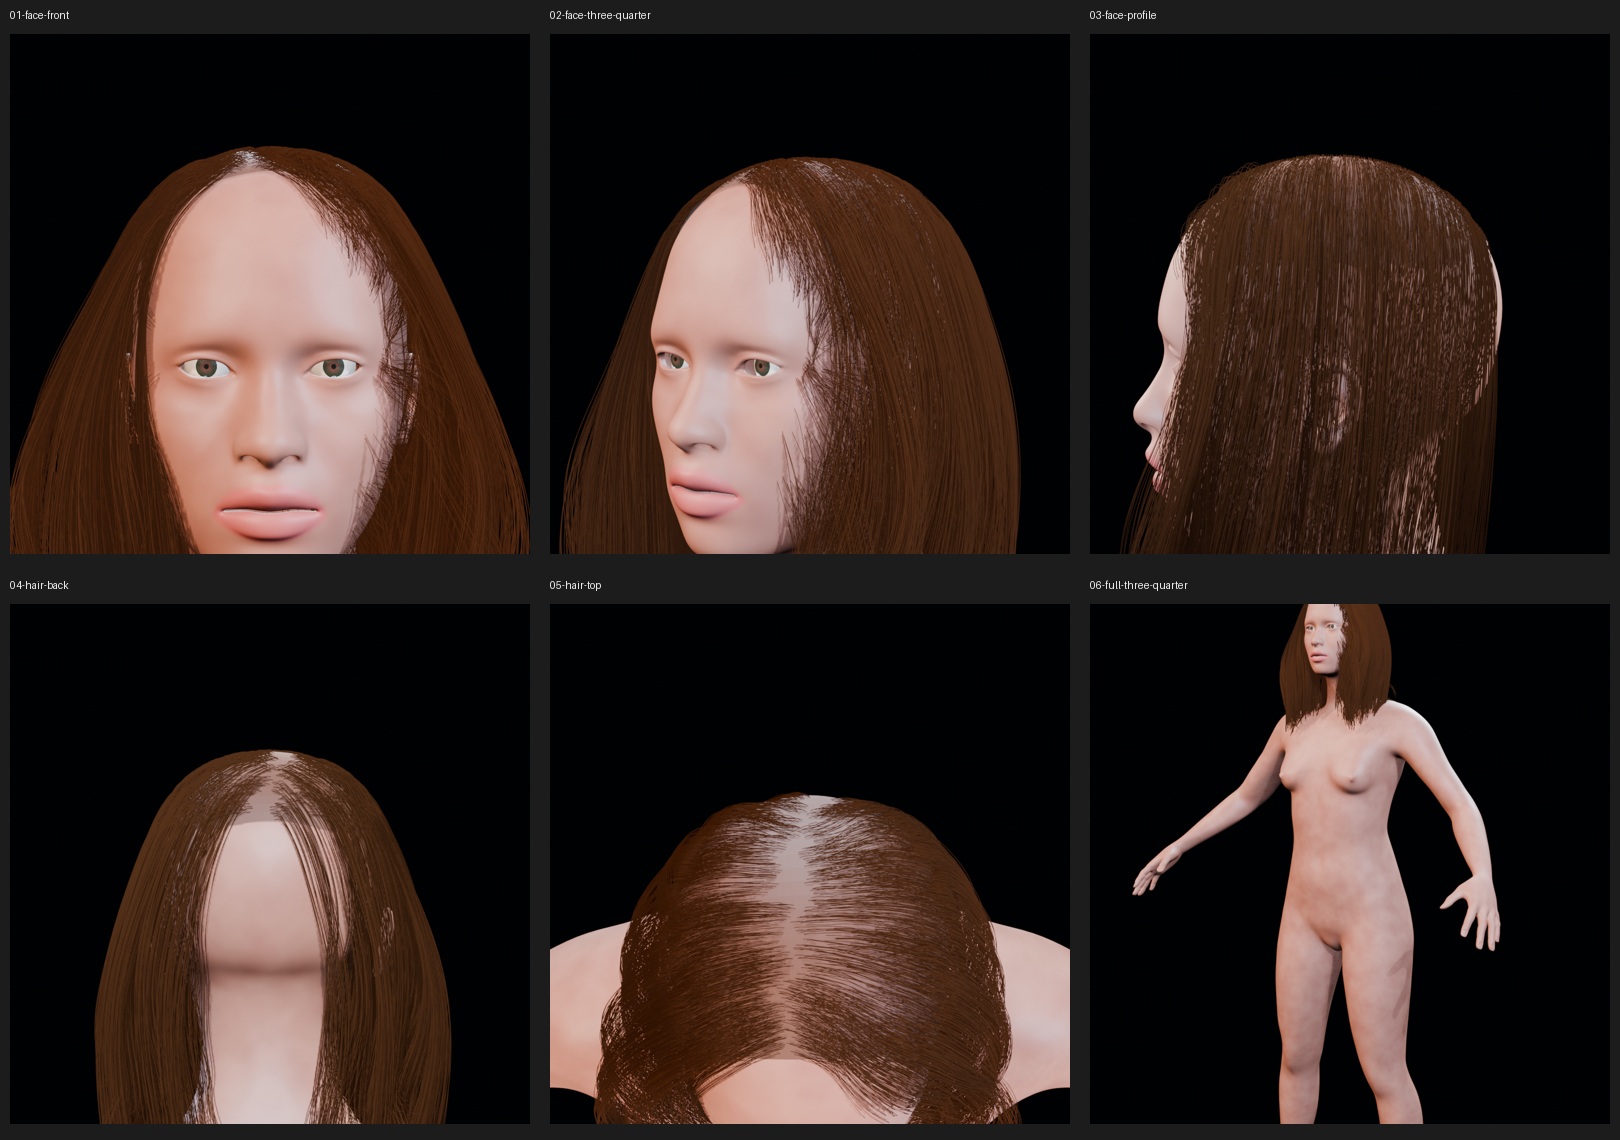 01-face-front
02-face-three-quarter
03-face-profile
04-hair-back
05-hair-top
06-full-three-quarter